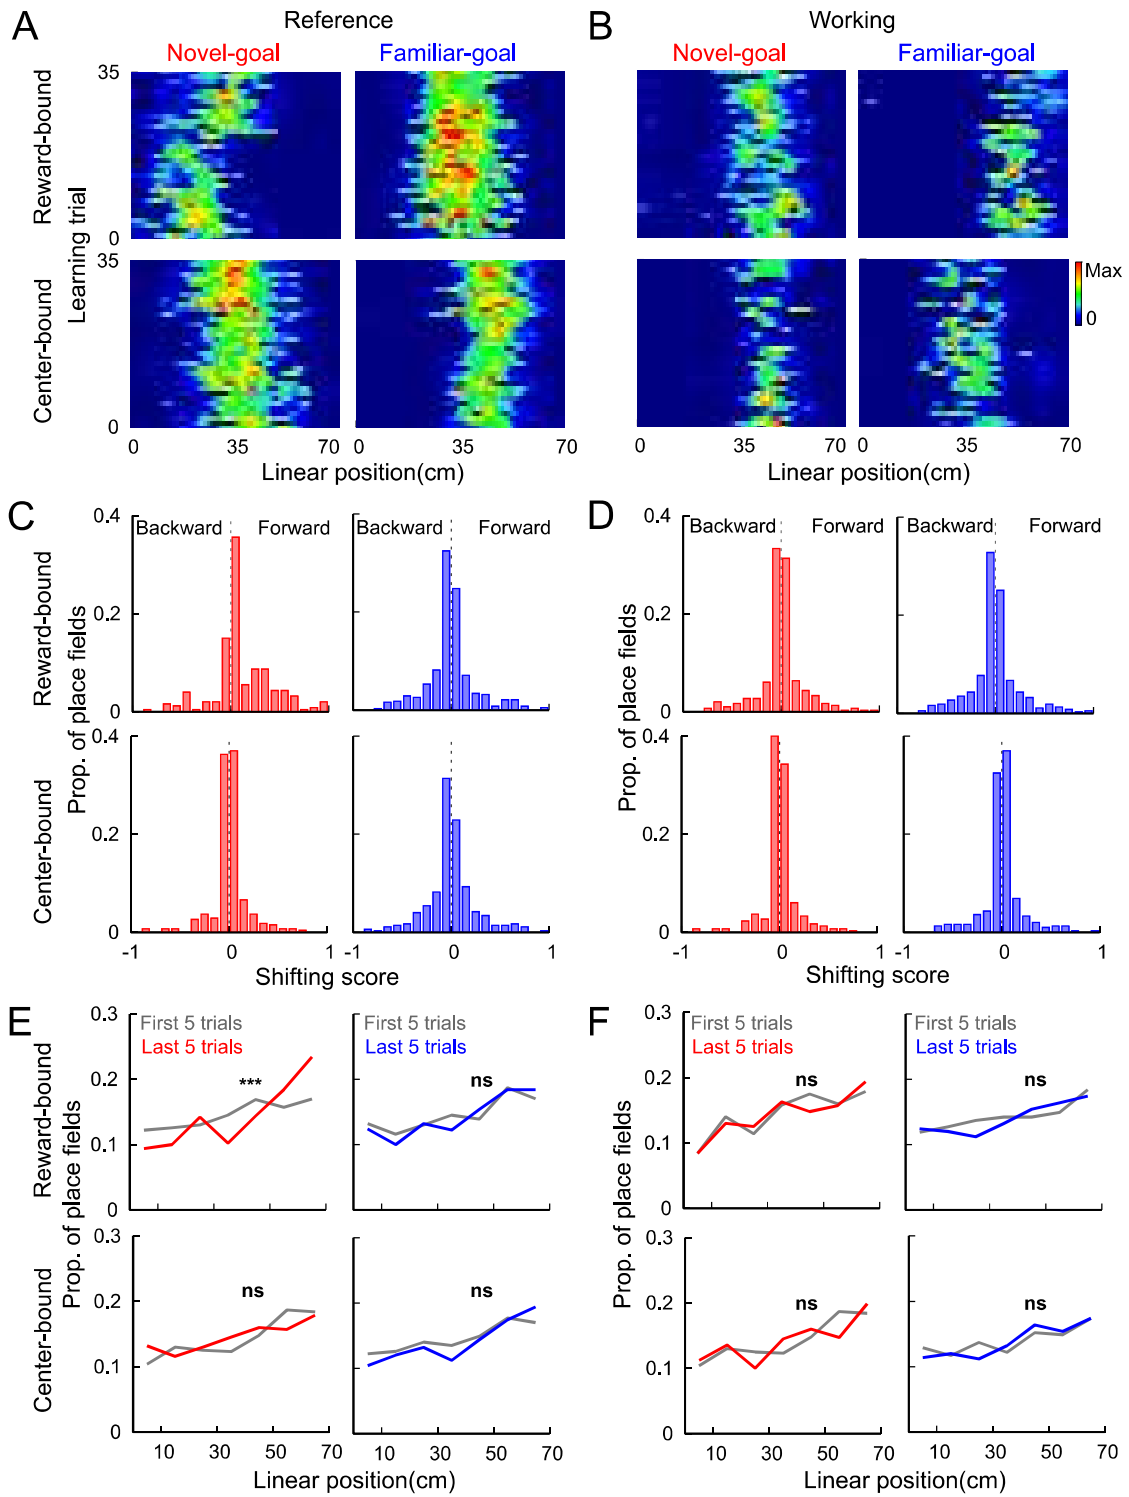 A
Reference
B
Working
Novel-goal
Familiar-goal
Novel-goal
Familiar-goal
Reward-bound
Center-bound
Learning trial
35
0
35
0
Max
0
0
35
70
0
35
70
0
35
70
0
35
70
Linear position(cm)
Linear position(cm)
C
D
Reward-bound
Center-bound
Prop. of place fields
Prop. of place fields
0.4
0.2
0
0.4
0.2
0
Backward
Forward
Backward
Forward
0.4
0.2
0
0.4
0.2
0
Backward
Forward
Backward
Forward
-1
0
1
-1
0
1
-1
0
1
-1
0
1
Shifting score
Shifting score
E
F
Reward-bound
Center-bound
Prop. of place fields
Prop. of place fields
0.3
0.2
0.1
0
0.3
0.2
0.1
0
First 5 trials
Last 5 trials
***
First 5 trials
Last 5 trials
ns
0.3
0.2
0.1
0
0.3
0.2
0.1
0
First 5 trials
Last 5 trials
ns
First 5 trials
Last 5 trials
ns
ns
ns
ns
ns
10
30
50
70
10
30
50
70
10
30
50
70
10
30
50
70
Linear position(cm)
Linear position(cm)